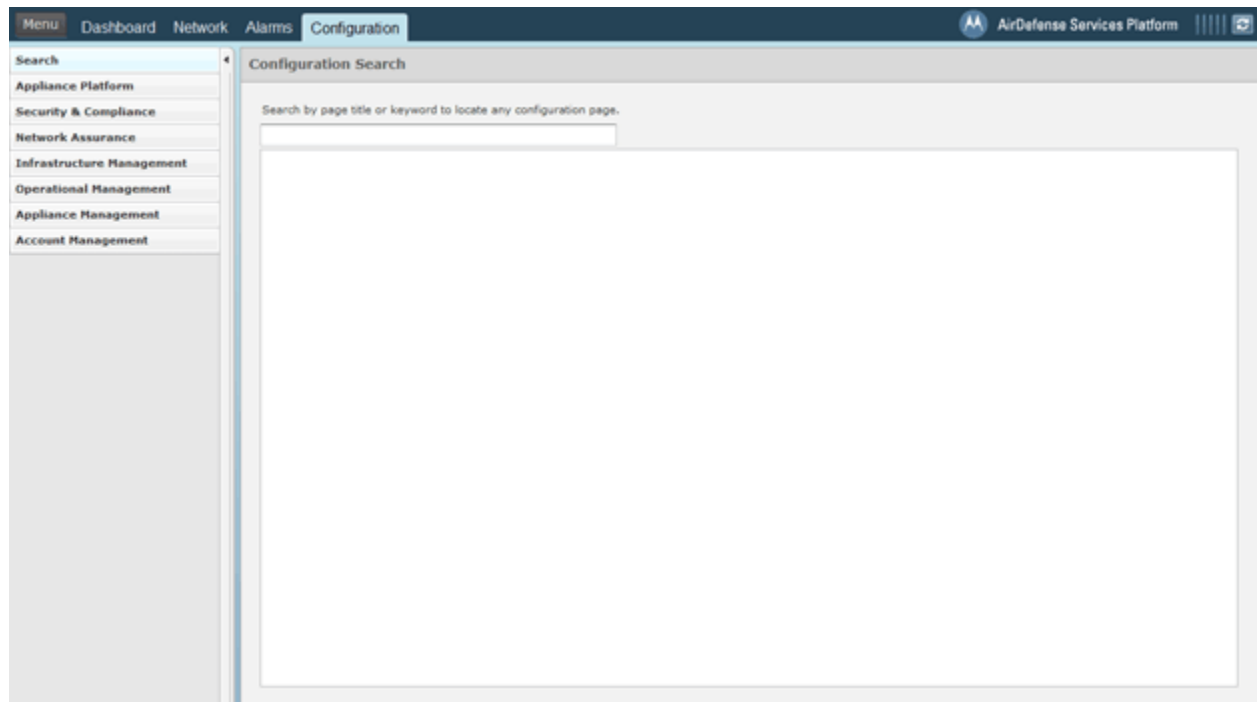 Menu Dashboard Network Alarms Configuration AirDefense Services Platform
Search
Appliance Platform
Security & Compliance
Network Assurance
Infrastructure Management
Operational Management
Appliance Management
Account Management
Configuration Search
Search by page title or keyword to locate any configuration page.